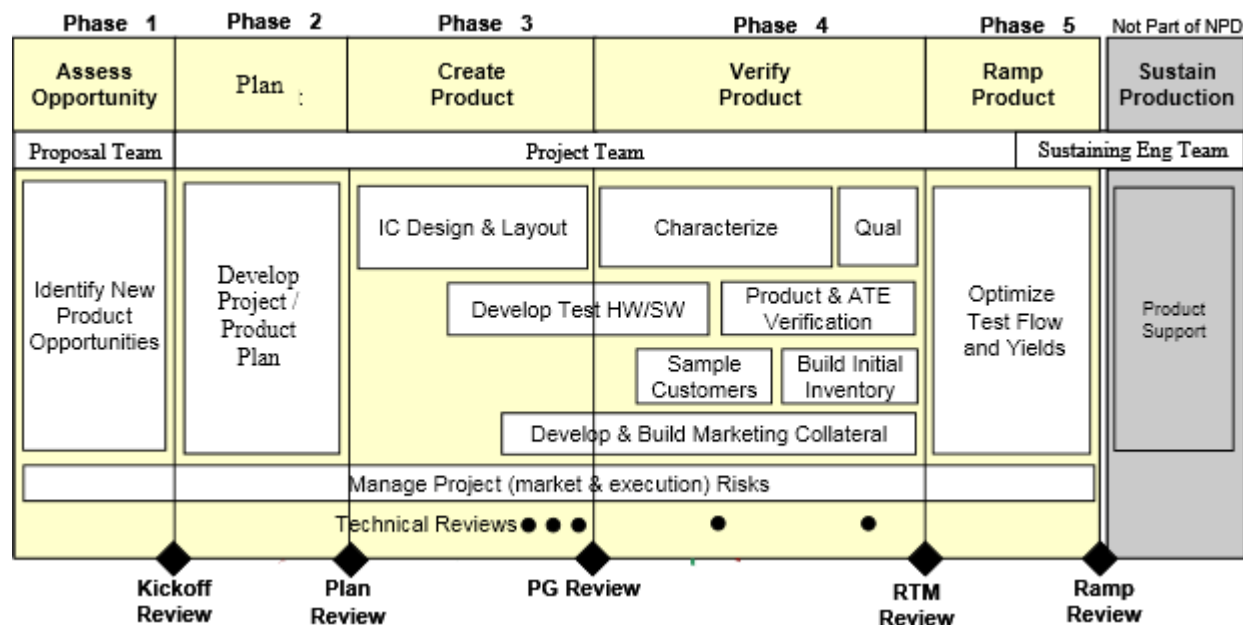 Phase 1
Phase 2
Phase 3
Phase 4
Phase 5
Not Part of NPD
Assess
Opportunity
Plan :
Create
Product
Verify
Product
Ramp
Product
Sustain
Production
Proposal Team
Project Team
Sustaining Eng Team
Identify New
Product
Opportunities
Develop
Project /
Product
Plan
IC Design & Layout
Characterize
Qual
Develop Test HW/SW
Product & ATE
Verification
Sample
Customers
Build Initial
Inventory
Develop & Build Marketing Collateral
Optimize
Test Flow
and Yields
Product
Support
Manage Project (market & execution) Risks
Technical Reviews
Kickoff
Review
Plan
Review
PG Review
RTM
Review
Ramp
Review